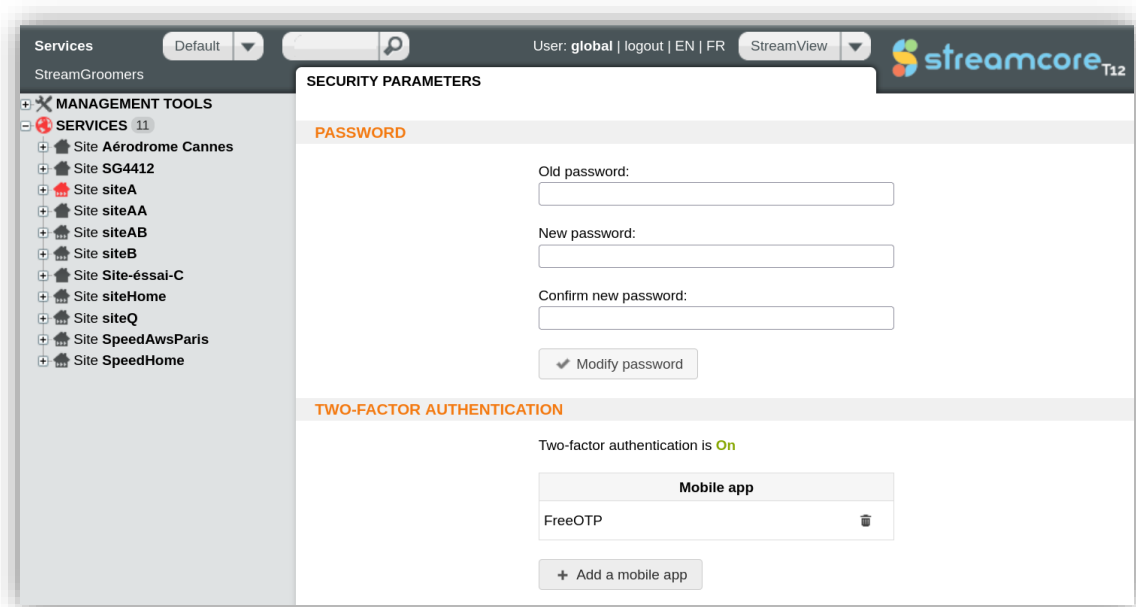 Services Default User: global | logout | EN | FR StreamView streamcore T12
StreamGroomers
SECURITY PARAMETERS
MANAGEMENT TOOLS
SERVICES 11
Site Aérodrome Cannes
Site SG4412
Site siteA
Site siteAA
Site siteAB
Site siteB
Site Site-éssai-C
Site siteHome
Site siteQ
Site SpeedAwsParis
Site SpeedHome
PASSWORD
Old password:
New password:
Confirm new password:
Modify password
TWO-FACTOR AUTHENTICATION
Two-factor authentication is On
Mobile app
FreeOTP
Add a mobile app